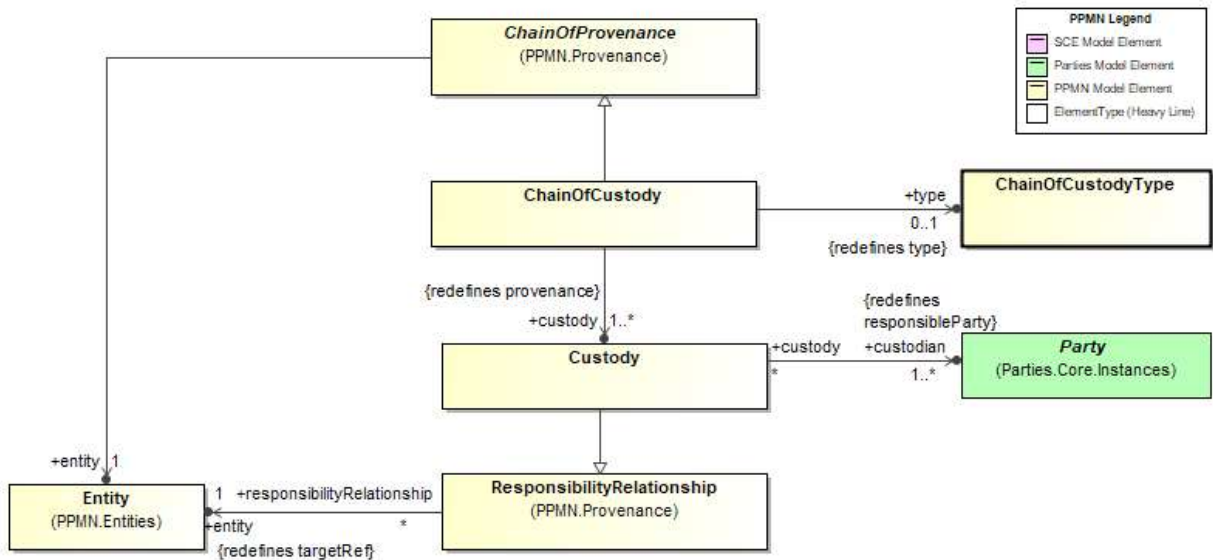 ChainOfProvenance
(PPMN.Provenance)
PPMN Legend
SCE Model Element
Parties Model Element
PPMN Model Element
ElementType (Heavy Line)
ChainOfCustody
+type
0..1
{redefines type}
ChainOfCustodyType
{redefines provenance}
+custody 1..*
{redefines
responsibleParty}
Custody
+custody
*
+custodian
1..*
Party
(Parties.Core.Instances)
+entity 1
Entity
(PPMN.Entities)
1 +responsibilityRelationship
+entity *
{redefines targetRef}
ResponsibilityRelationship
(PPMN.Provenance)